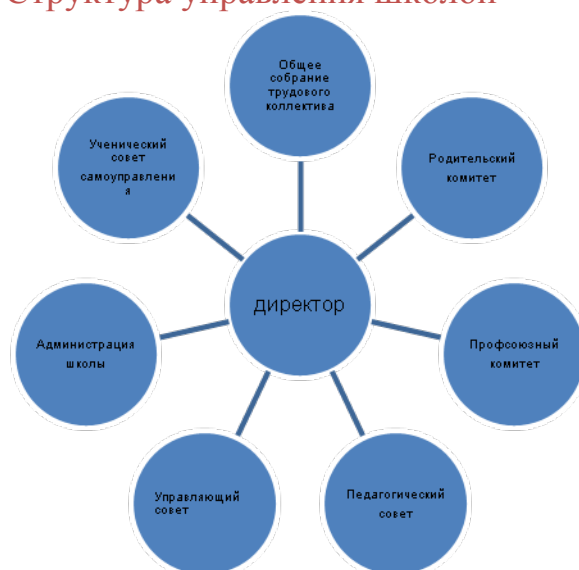 Структура управления школой
Общее
собрание
трудового
коллектива
Ученический
совет
самоуправлени
я
Родительский
комитет
директор
Администрация
школы
Профсоюзный
комитет
Управляющий
совет
Педагогический
совет